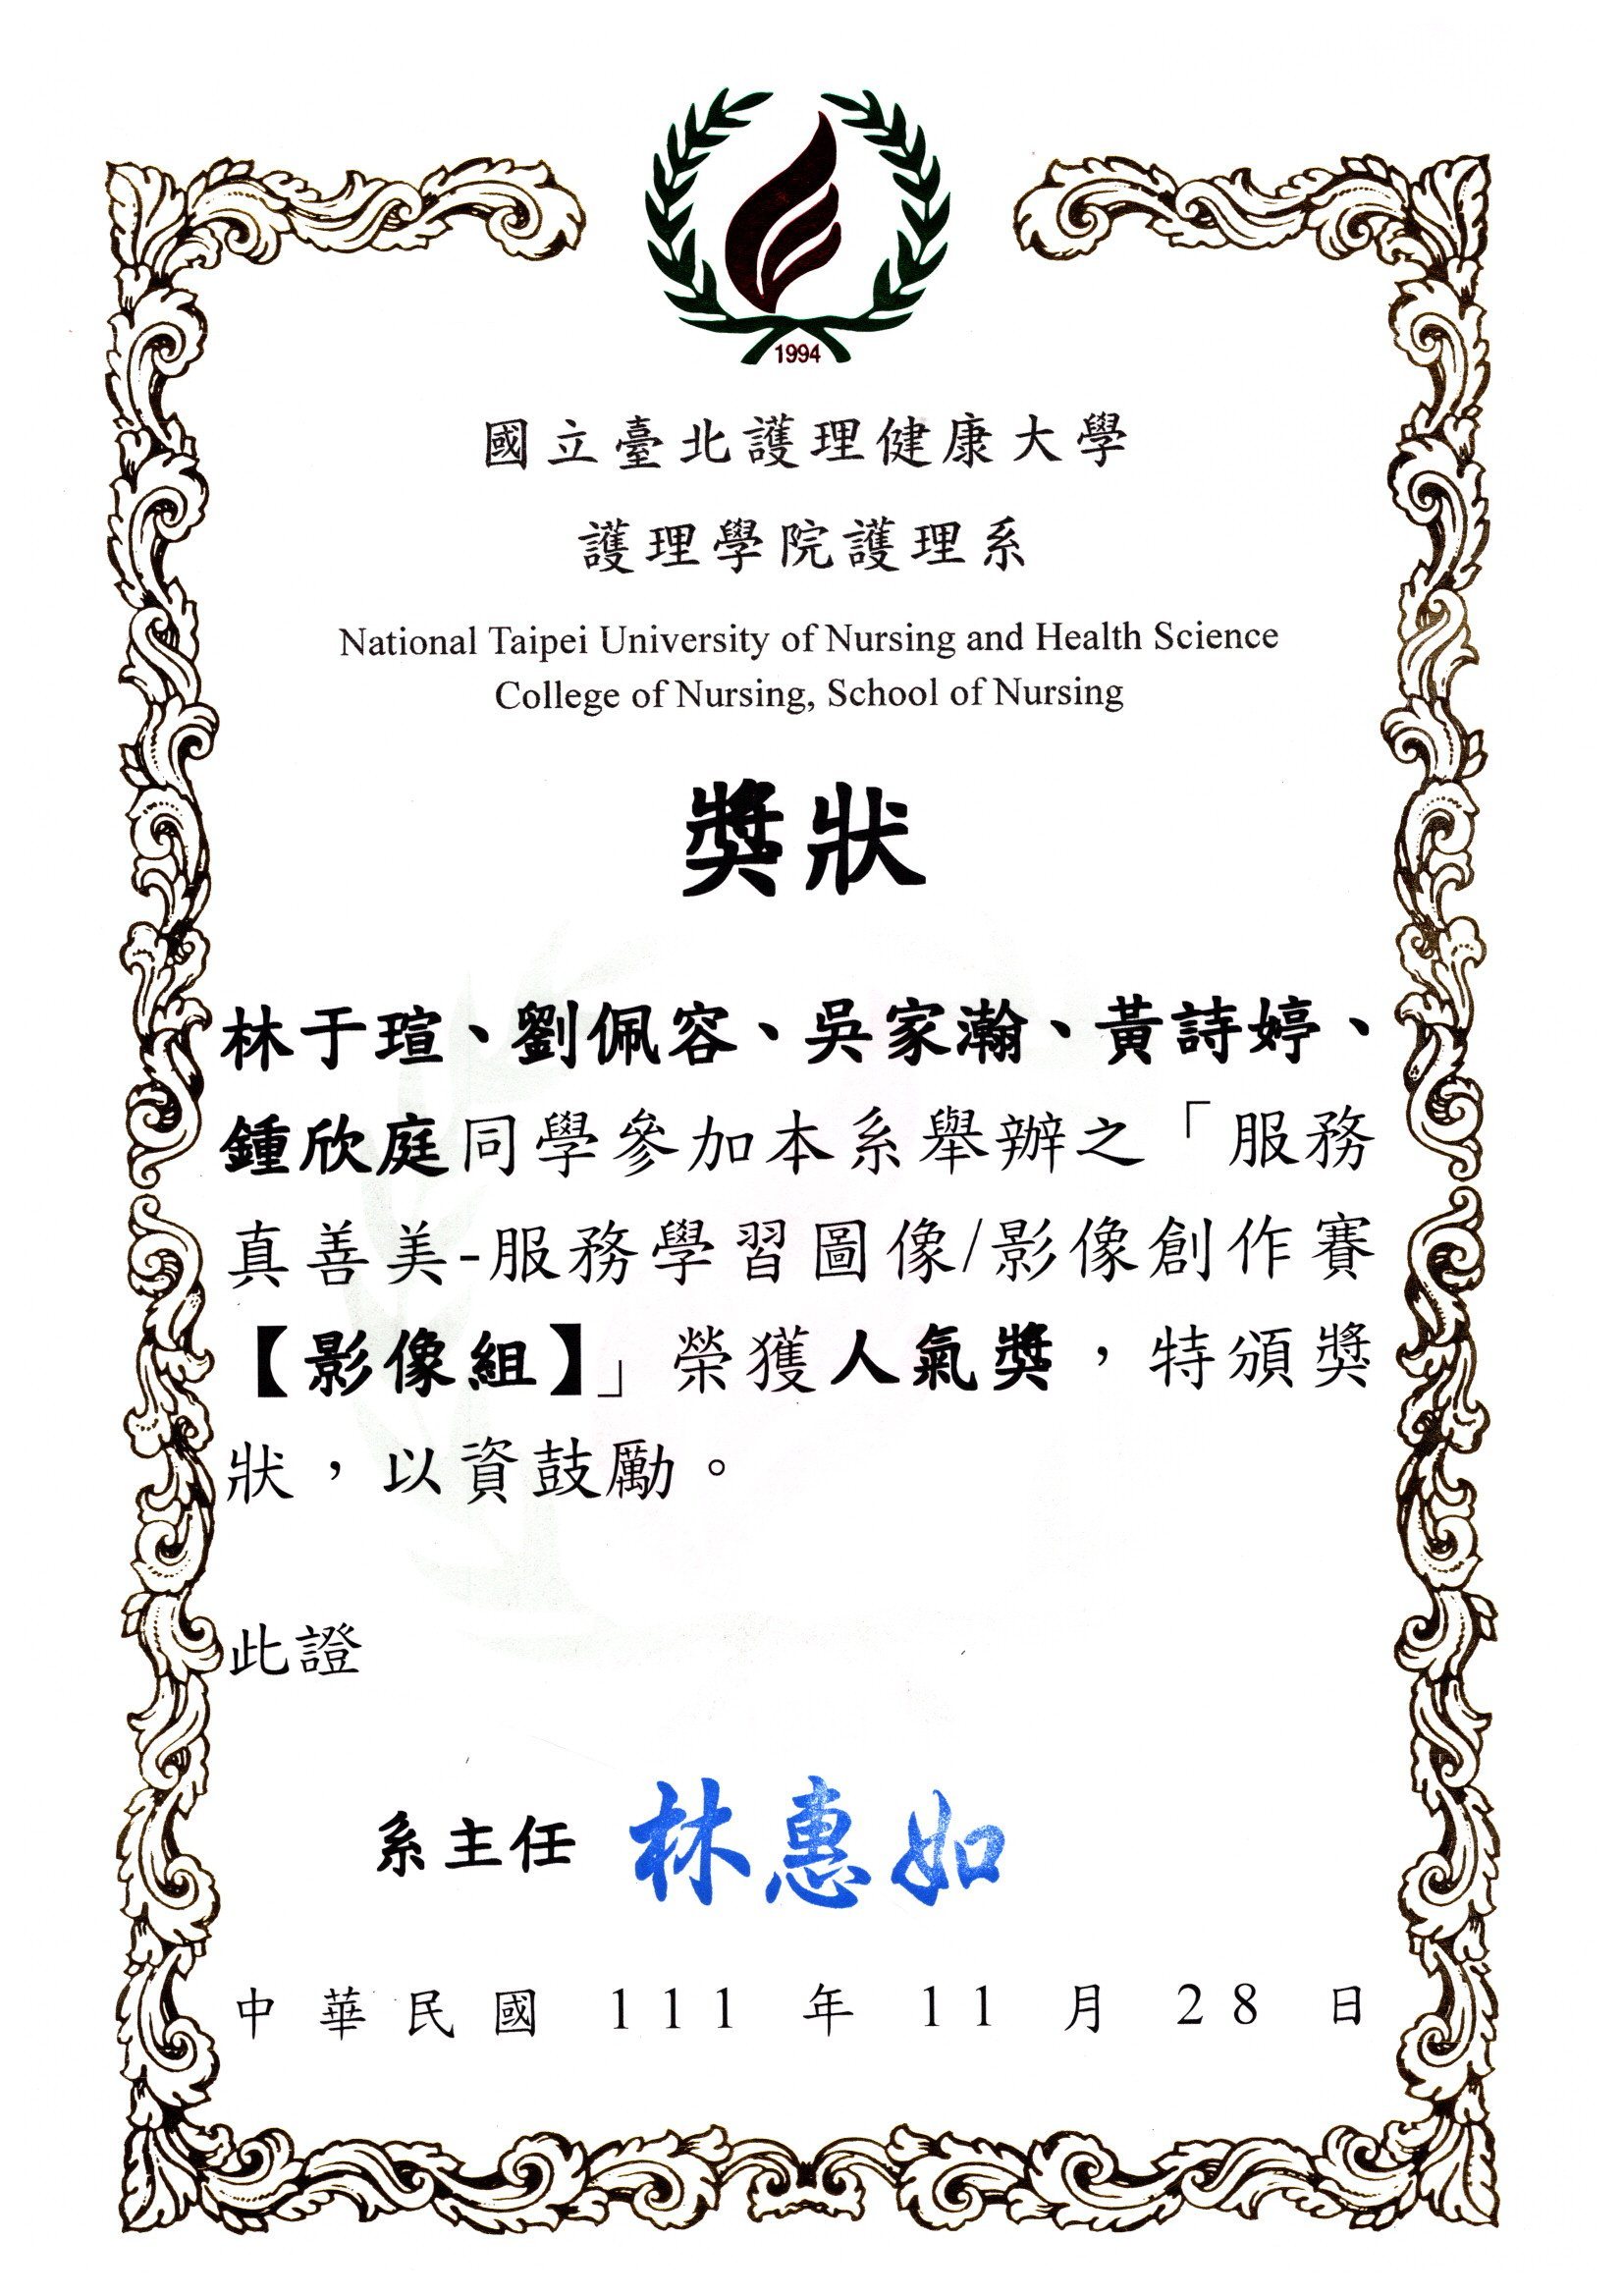 1994
國立臺北護理健康大學
護理學院護理系
National Taipei University of Nursing and Health Science
College of Nursing, School of Nursing
獎狀
林于瑄、劉佩容、吳家瀚、黃詩婷、
鍾欣庭同學參加本系舉辦之「服務
真善美-服務學習圖像/影像創作賽
【影像組】」榮獲人氣獎，特頒獎
狀，以資鼓勵。
此證
系主任 林惠如
中華民國 111 年 11 月 28 日